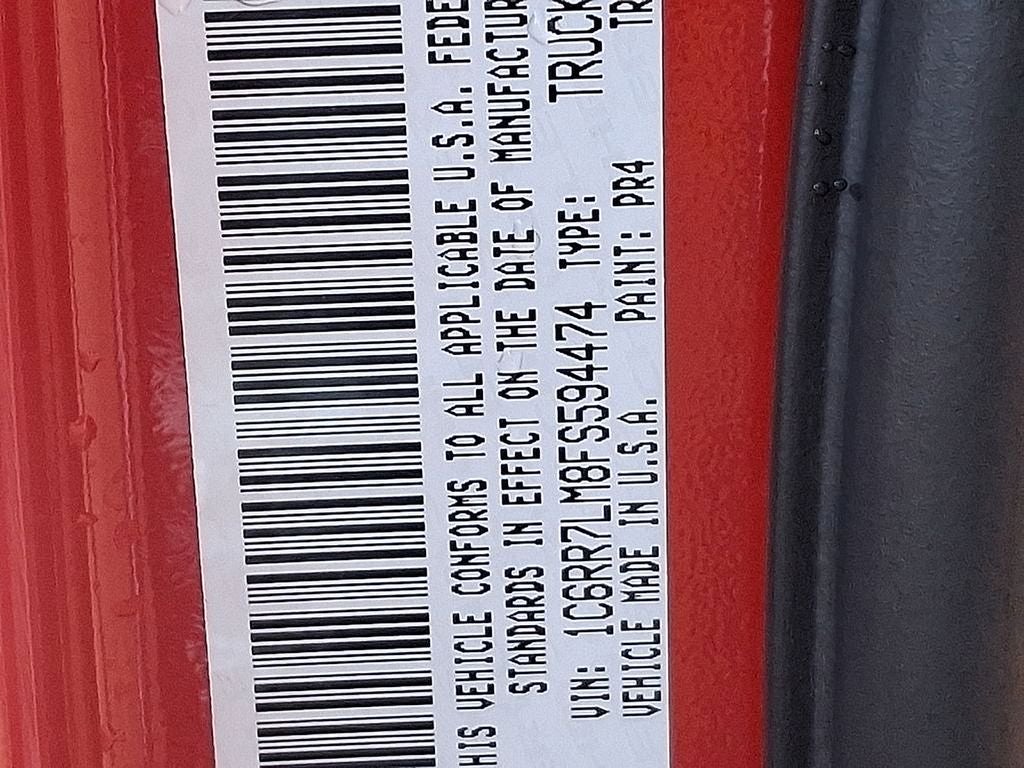 HIS VEHICLE CONFORMS TO ALL APPLICABLE U.S.A. FEDE
STANDARDS IN EFFECT ON THE DATE OF MANUFACTUR
VIN: 1C6RR7LM8FS594474 TYPE: TRUCK
VEHICLE MADE IN U.S.A. PAINT: PR4 TR